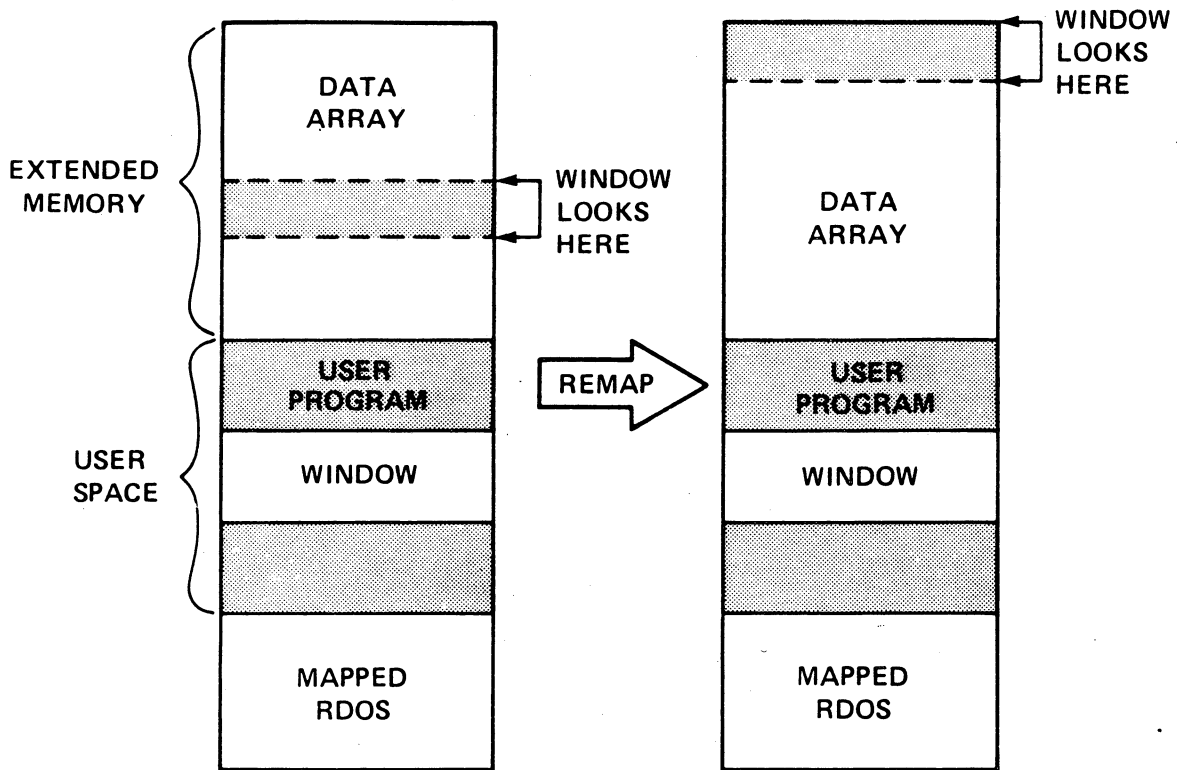 DATA
ARRAY
EXTENDED
MEMORY
WINDOW
LOOKS
HERE
USER
PROGRAM
USER
SPACE
WINDOW
MAPPED
RDOS
REMAP
WINDOW
LOOKS
HERE
DATA
ARRAY
USER
PROGRAM
WINDOW
MAPPED
RDOS